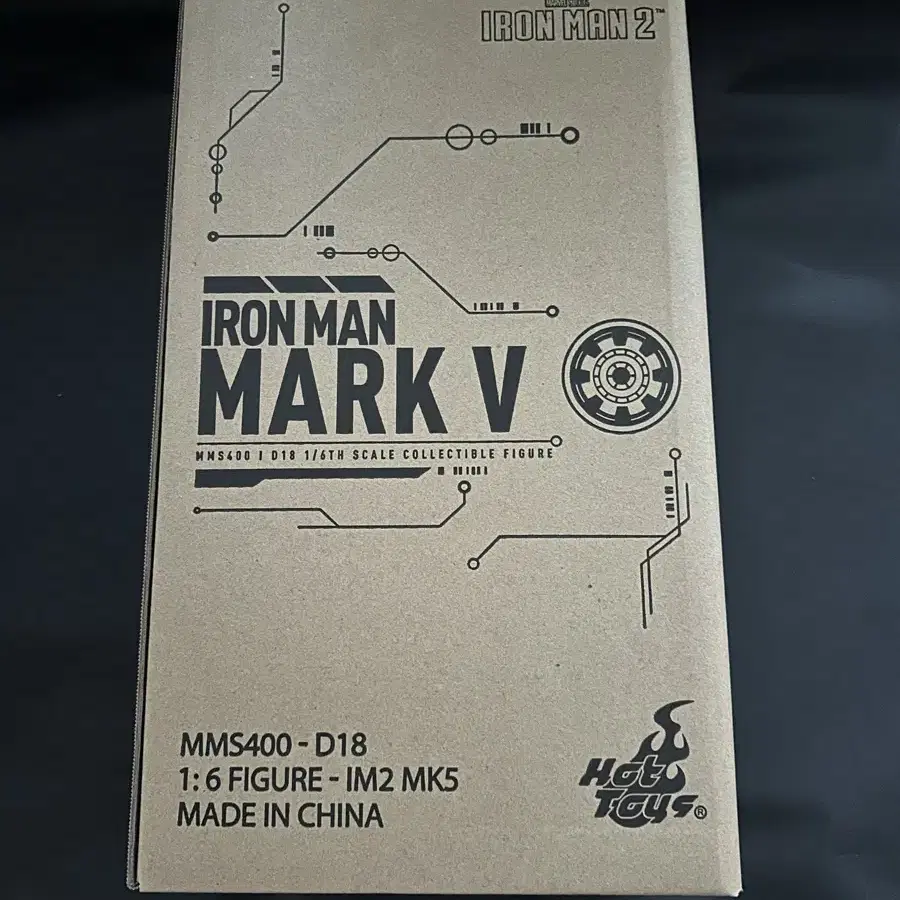 IRON MAN 2™
IRON MAN
MARK V
MMS400 | D18 1/6TH SCALE COLLECTIBLE FIGURE
MMS400 - D18
1: 6 FIGURE - IM2 MK5
MADE IN CHINA
Hot
Toys®